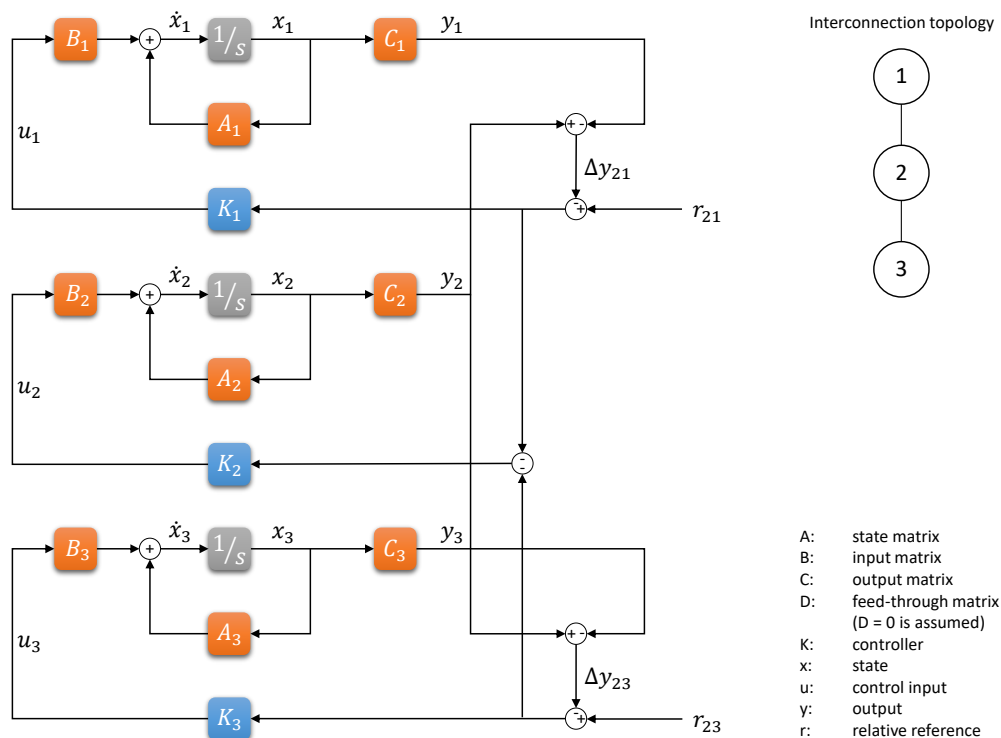 B₁ + ẋ₁ 1/s x₁ C₁ y₁
A₁
u₁
+ -
Δy₂₁
K₁ - + r₂₁
B₂ + ẋ₂ 1/s x₂ C₂ y₂
A₂
u₂
K₂ - -
B₃ + ẋ₃ 1/s x₃ C₃ y₃
A₃
u₃
+ -
Δy₂₃
K₃ - + r₂₃
Interconnection topology
1
2
3
A: state matrix
B: input matrix
C: output matrix
D: feed-through matrix
(D = 0 is assumed)
K: controller
x: state
u: control input
y: output
r: relative reference